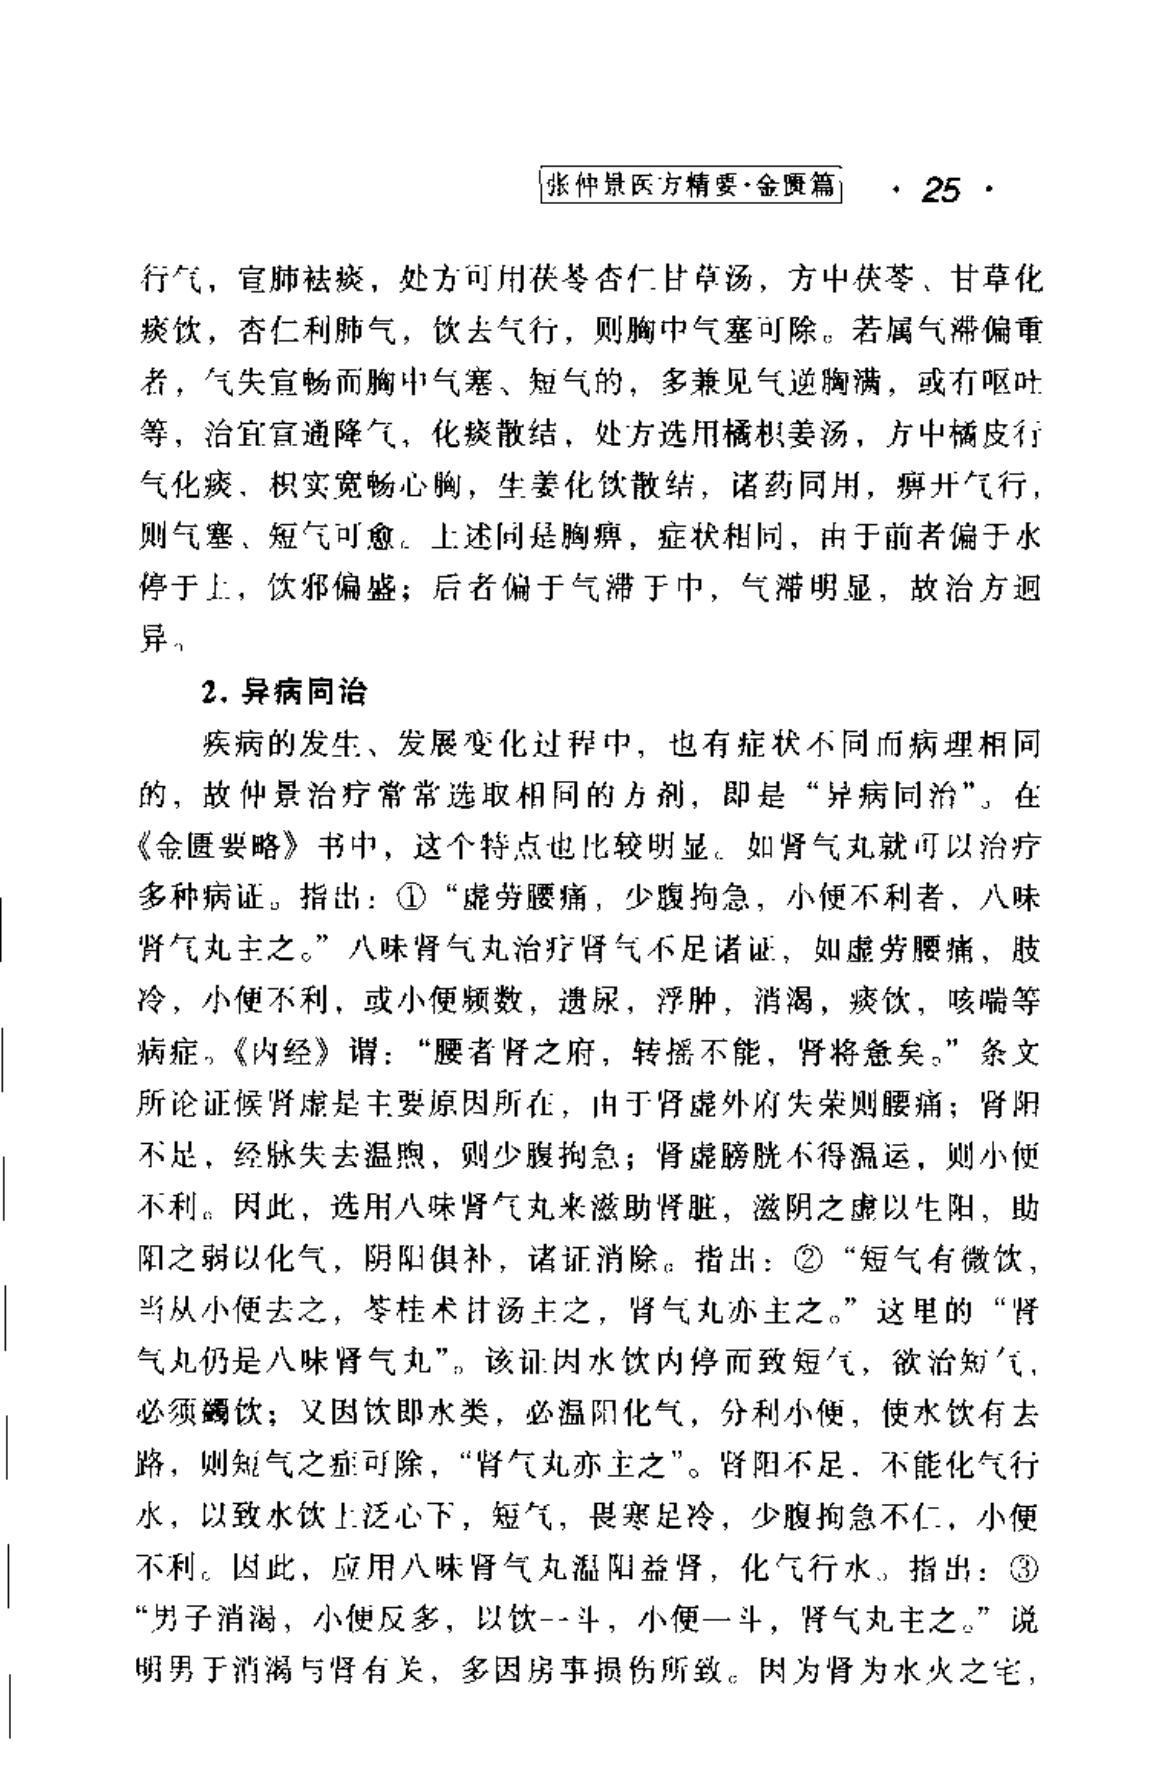 张仲景医方精要·金匮篇 · 25 ·
行气，宣肺祛痰，处方可用茯苓杏仁甘草汤，方中茯苓、甘草化
痰饮，杏仁利肺气，饮去气行，则胸中气塞可除。若属气滞偏重
者，气失宣畅而胸中气塞、短气的，多兼见气逆胸满，或有呕吐
等，治宜宣通降气，化痰散结，处方选用橘枳姜汤，方中橘皮行
气化痰、枳实宽畅心胸，生姜化饮散结，诸药同用，痹开气行，
则气塞、短气可愈。上述同是胸痹，症状相同，由于前者偏于水
停于上，饮邪偏盛；后者偏于气滞于中，气滞明显，故治方迥
异。
2. 异病同治
疾病的发生、发展变化过程中，也有症状不同而病理相同
的，故仲景治疗常常选取相同的方剂，即是“异病同治”。在
《金匮要略》书中，这个特点也比较明显。如肾气丸就可以治疗
多种病证。指出：①“虚劳腰痛，少腹拘急，小便不利者，八味
肾气丸主之。”八味肾气丸治疗肾气不足诸证，如虚劳腰痛，肢
冷，小便不利，或小便频数，遗尿，浮肿，消渴，痰饮，咳喘等
病症。《内经》谓：“腰者肾之府，转摇不能，肾将惫矣。”条文
所论证候肾虚是主要原因所在，由于肾虚外府失荣则腰痛；肾阳
不足，经脉失去温煦，则少腹拘急；肾虚膀胱不得温运，则小便
不利。因此，选用八味肾气丸来滋助肾脏，滋阴之虚以生阳，助
阳之弱以化气，阴阳俱补，诸证消除。指出：②“短气有微饮，
当从小便去之，苓桂术甘汤主之，肾气丸亦主之。”这里的“肾
气丸仍是八味肾气丸”。该证因水饮内停而致短气，欲治短气，
必须蠲饮；又因饮即水类，必温阳化气，分利小便，使水饮有去
路，则短气之症可除，“肾气丸亦主之”。肾阳不足，不能化气行
水，以致水饮上泛心下，短气，畏寒足冷，少腹拘急不仁，小便
不利。因此，应用八味肾气丸温阳益肾，化气行水。指出：③
“男子消渴，小便反多，以饮一斗，小便一斗，肾气丸主之。”说
明男子消渴与肾有关，多因房事损伤所致。因为肾为水火之宅，